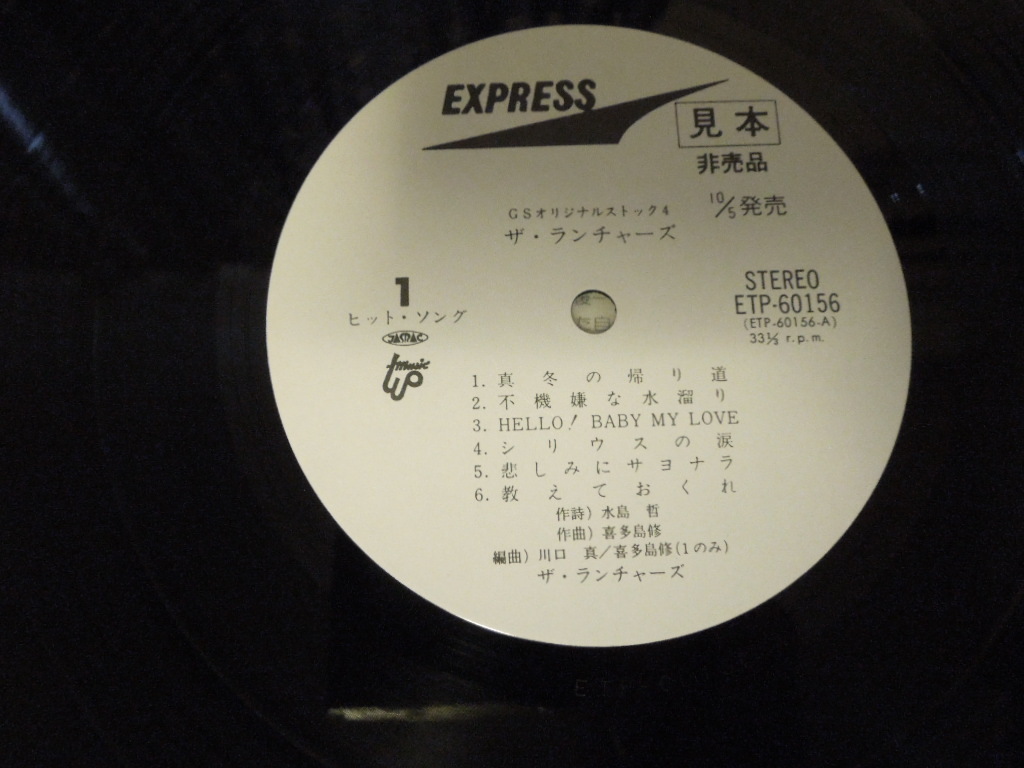 EXPRESS
見本
非売品
10/5発売
GSオリジナルストック4
ザ・ランチャーズ
1
ヒット・ソング
JASRAC
music up
STEREO
ETP-60156
(ETP-60156-A)
33⅓ r.p.m.
1. 真冬の帰り道
2. 不機嫌な水溜り
3. HELLO! BABY MY LOVE
4. シリウスの涙
5. 悲しみにサヨナラ
6. 教えておくれ
作詩) 水島 哲
作曲) 喜多島修
編曲) 川口 真/喜多島修(1のみ)
ザ・ランチャーズ